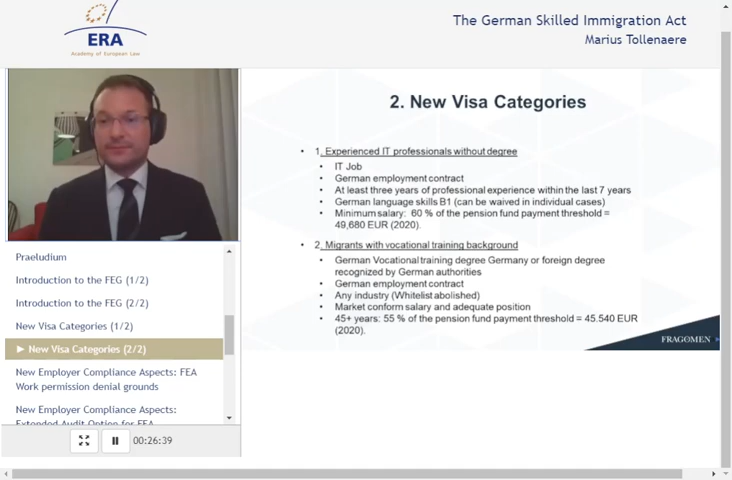 ERA
Academy of European Law
The German Skilled Immigration Act
Marius Tollenaere
2. New Visa Categories
• 1. Experienced IT professionals without degree
• IT Job
• German employment contract
• At least three years of professional experience within the last 7 years
• German language skills B1 (can be waived in individual cases)
• Minimum salary: 60 % of the pension fund payment threshold =
49,680 EUR (2020).
• 2. Migrants with vocational training background
• German Vocational training degree Germany or foreign degree
recognized by German authorities
• German employment contract
• Any industry (Whitelist abolished)
• Market conform salary and adequate position
• 45+ years: 55 % of the pension fund payment threshold = 45.540 EUR
(2020).
FRAGOMEN
Praeludium
Introduction to the FEG (1/2)
Introduction to the FEG (2/2)
New Visa Categories (1/2)
► New Visa Categories (2/2)
New Employer Compliance Aspects: FEA
Work permission denial grounds
New Employer Compliance Aspects:
Extended Audit Option for FEA
00:26:39